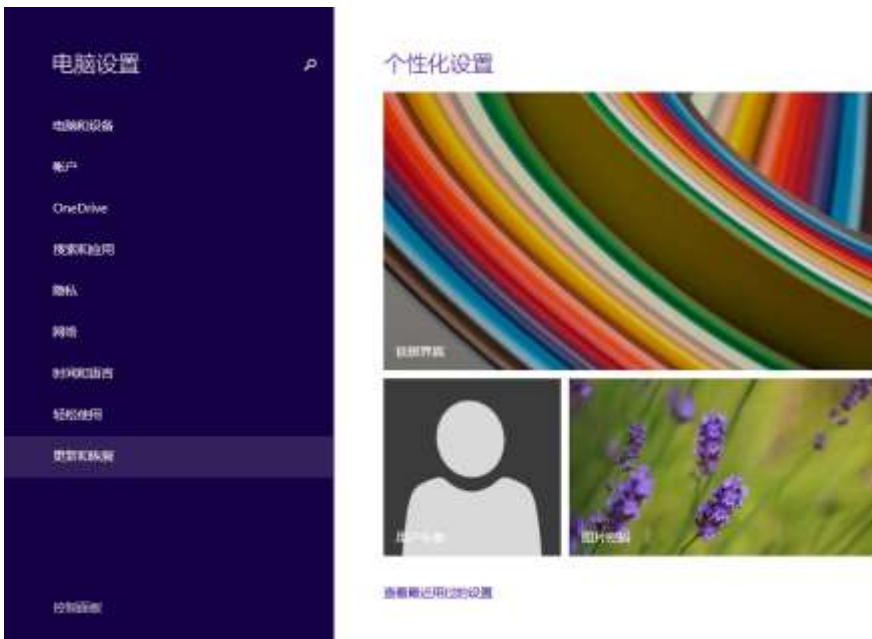 电脑设置
电脑和设备
帐户
OneDrive
搜索和应用
隐私
网络
时间和语言
轻松使用
更新和恢复
控制面板
个性化设置
锁屏界面
用户头像
图片密码
查看最近用过的设置